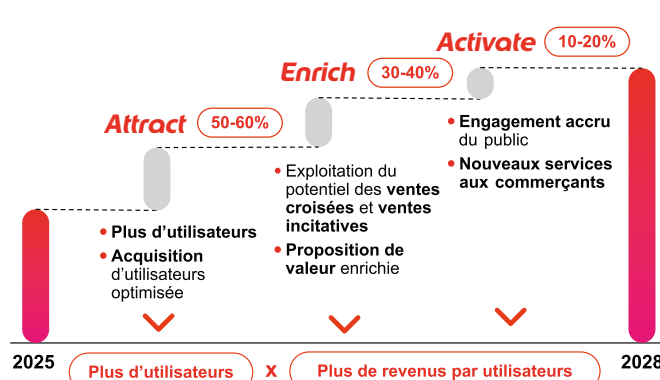 Activate 10-20%
Enrich 30-40%
Attract 50-60%
• Engagement accru
du public
• Nouveaux services
aux commerçants
• Exploitation du
potentiel des ventes
croisées et ventes
incitatives
• Proposition de
valeur enrichie
• Plus d'utilisateurs
• Acquisition
d'utilisateurs
optimisée
2025
2028
Plus d'utilisateurs x Plus de revenus par utilisateurs